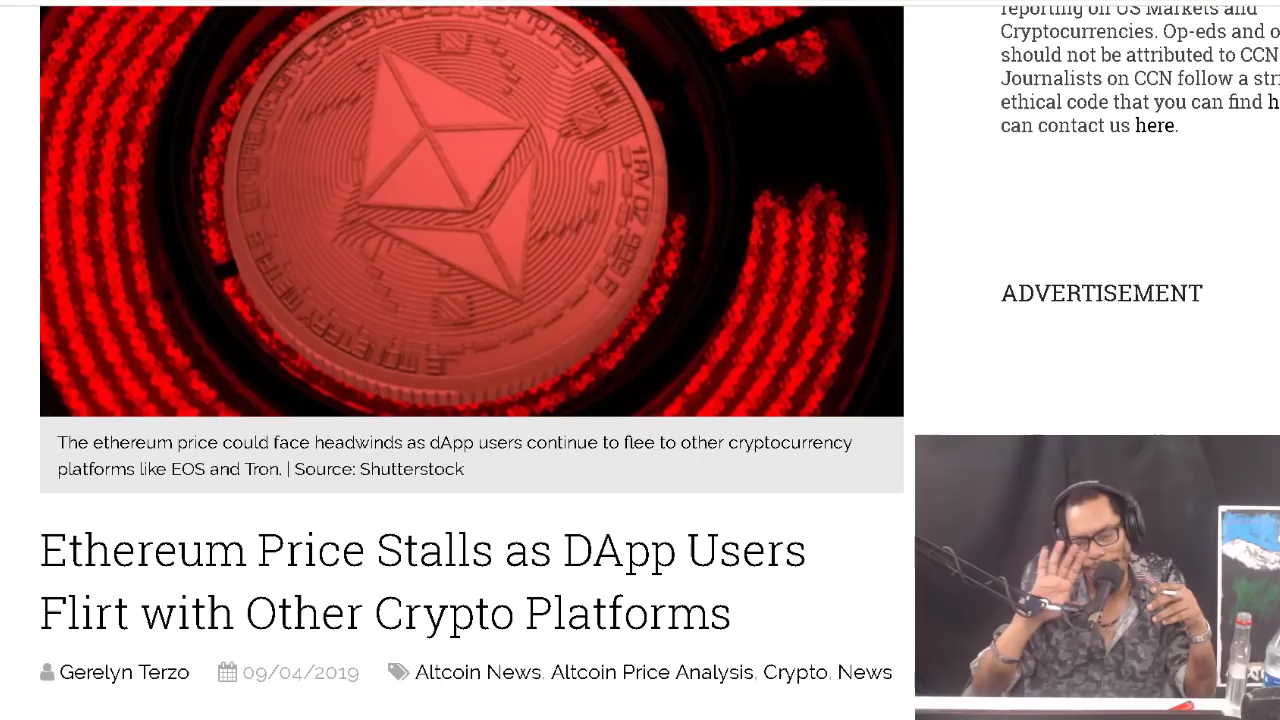 reporting on US Markets and
Cryptocurrencies. Op-eds and o
should not be attributed to CCN
Journalists on CCN follow a stri
ethical code that you can find h
can contact us here.
ADVERTISEMENT
The ethereum price could face headwinds as dApp users continue to flee to other cryptocurrency
platforms like EOS and Tron. | Source: Shutterstock
Ethereum Price Stalls as DApp Users
Flirt with Other Crypto Platforms
Gerelyn Terzo 09/04/2019 Altcoin News, Altcoin Price Analysis, Crypto, News